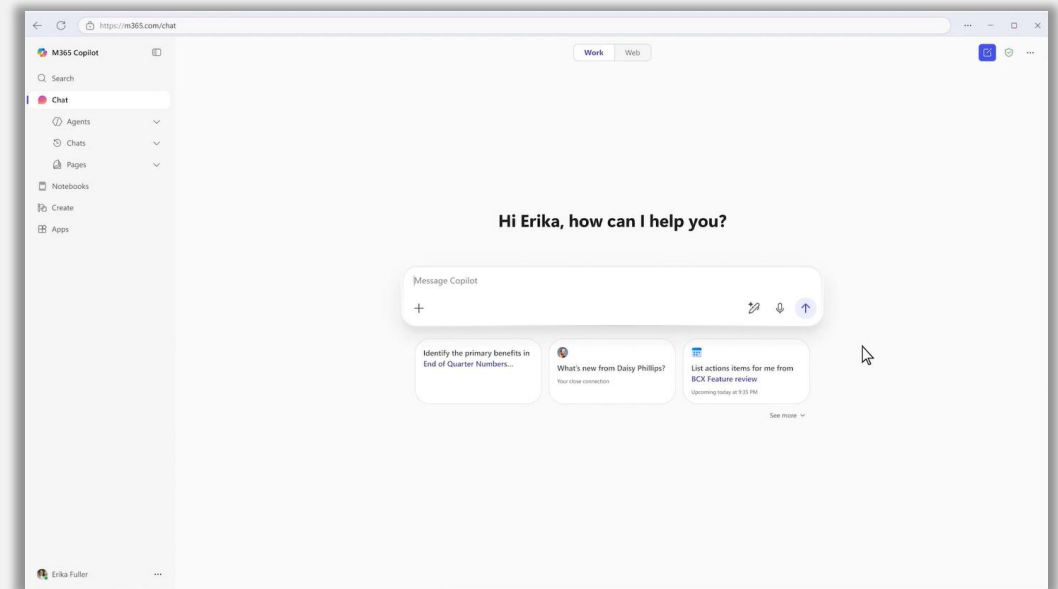 https://m365.com/chat
M365 Copilot
Search
Chat
Agents
Chats
Pages
Notebooks
Create
Apps
Erika Fuller
Work Web
Hi Erika, how can I help you?
Message Copilot
Identify the primary benefits in
End of Quarter Numbers...
What's new from Daisy Phillips?
Your close connection
List actions items for me from
BCX Feature review
Upcoming today at 9:35 PM
See more